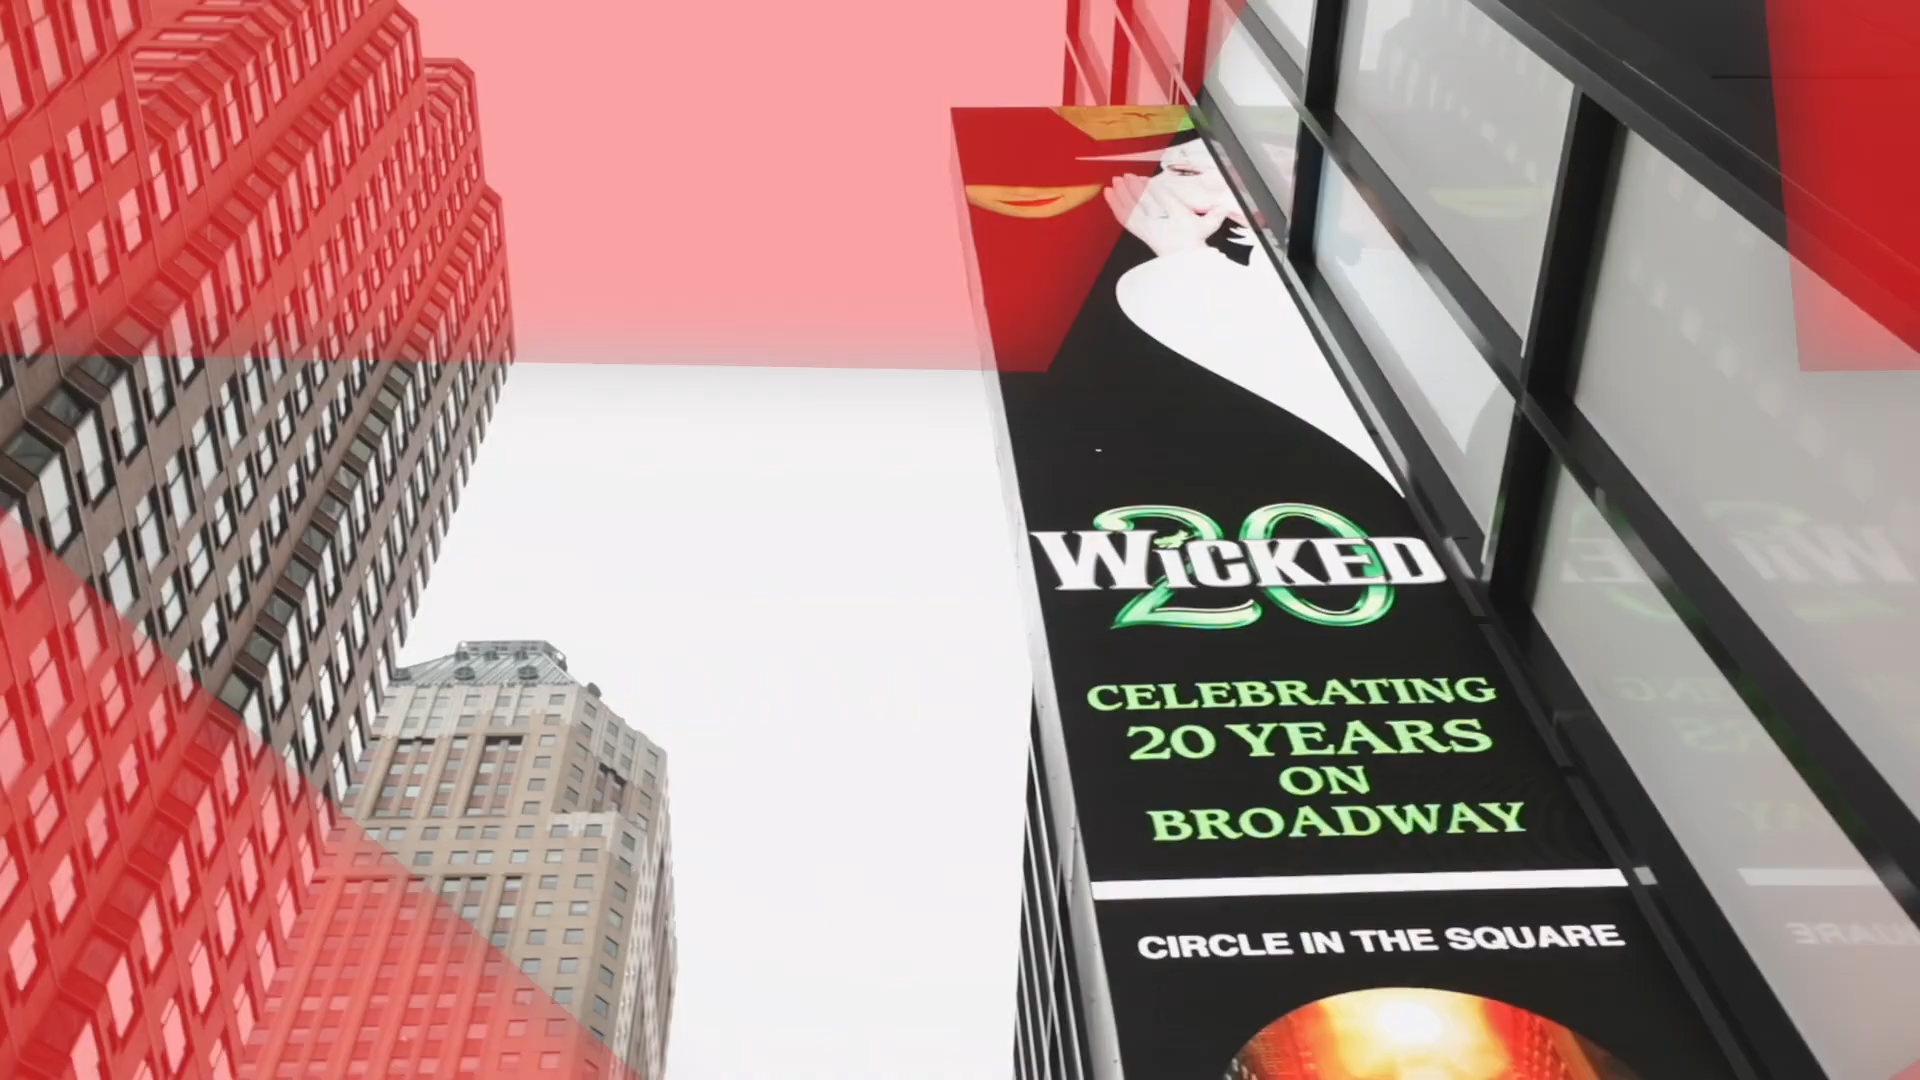 WICKED
20
CELEBRATING
20 YEARS
ON
BROADWAY
CIRCLE IN THE SQUARE